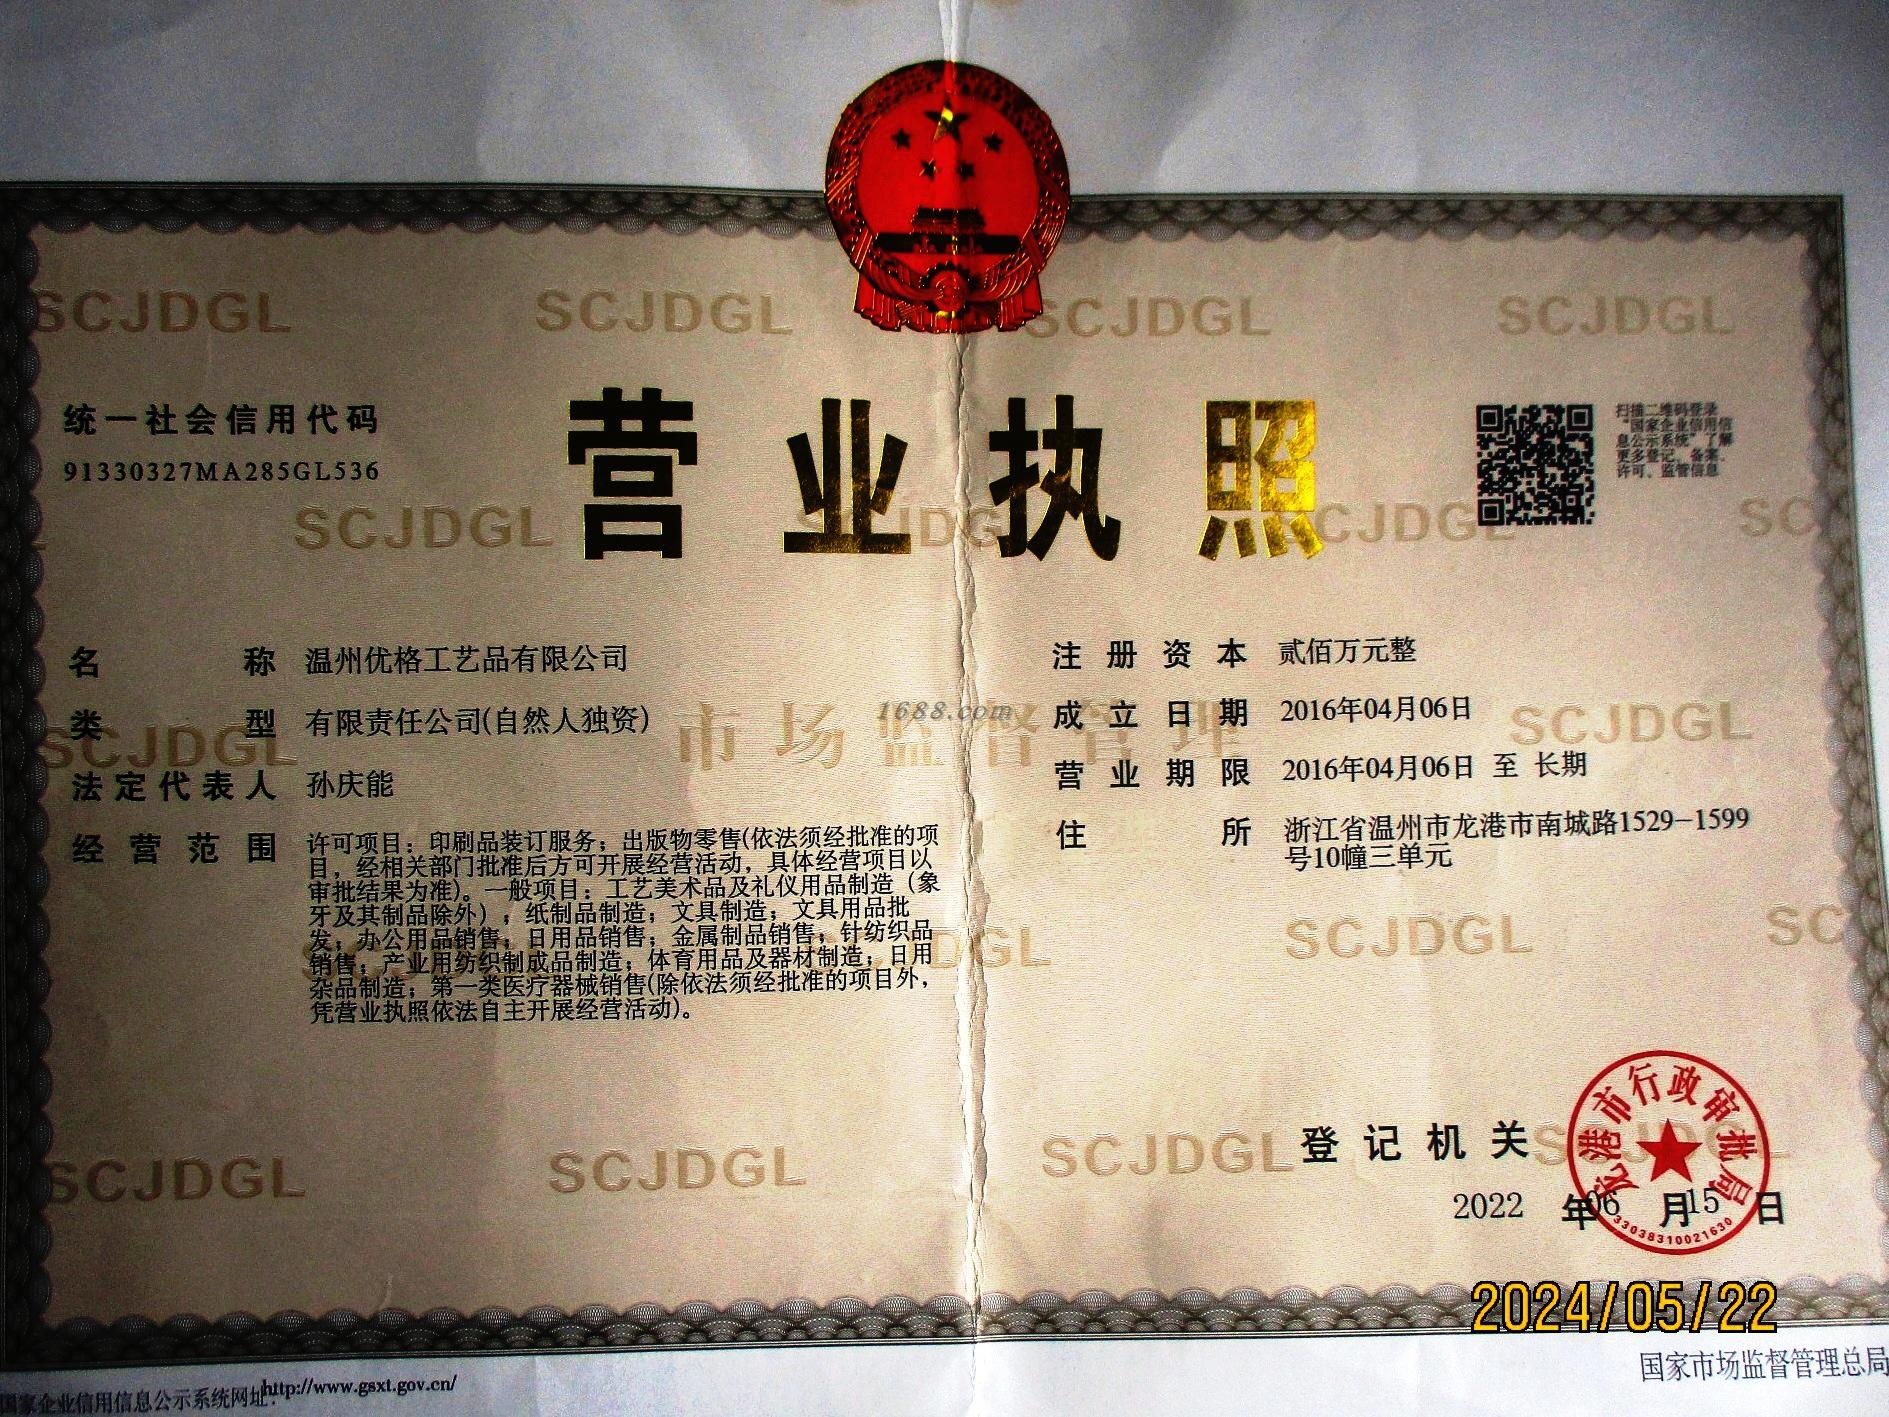 SCJDGL SCJDGL SCJDGL SCJDGL
营业执照
统一社会信用代码
91330327MA285GL536
扫描二维码登录
“国家企业信用信
息公示系统”了解
更多登记、备案、
许可、监管信息
SCJDGL SCJDGL SCJDGL SC
名称 温州优格工艺品有限公司
类型 有限责任公司(自然人独资)
法定代表人 孙庆能
经营范围 许可项目：印刷品装订服务；出版物零售(依法须经批准的项
目，经相关部门批准后方可开展经营活动，具体经营项目以
审批结果为准)。一般项目：工艺美术品及礼仪用品制造（象
牙及其制品除外）；纸制品制造；文具制造；文具用品批
发；办公用品销售；日用品销售；金属制品销售；针纺织品
销售；产业用纺织制成品制造；体育用品及器材制造；日用
杂品制造；第一类医疗器械销售(除依法须经批准的项目外，
凭营业执照依法自主开展经营活动)。
注册资本 贰佰万元整
成立日期 2016年04月06日
营业期限 2016年04月06日 至 长期
住所 浙江省温州市龙港市南城路1529-1599
号10幢三单元
SCJDGL 市场监督管理 SCJDGL
1688.com
SCJDGL SCJDGL SCJDGL SC
SCJDGL SCJDGL SCJDGL SCJDGL
登记机关
龙港市行政审批局
33038310021630
2022 年 06 月 15 日
2024/05/22
国家企业信用信息公示系统网址：http://www.gsxt.gov.cn/
国家市场监督管理总局